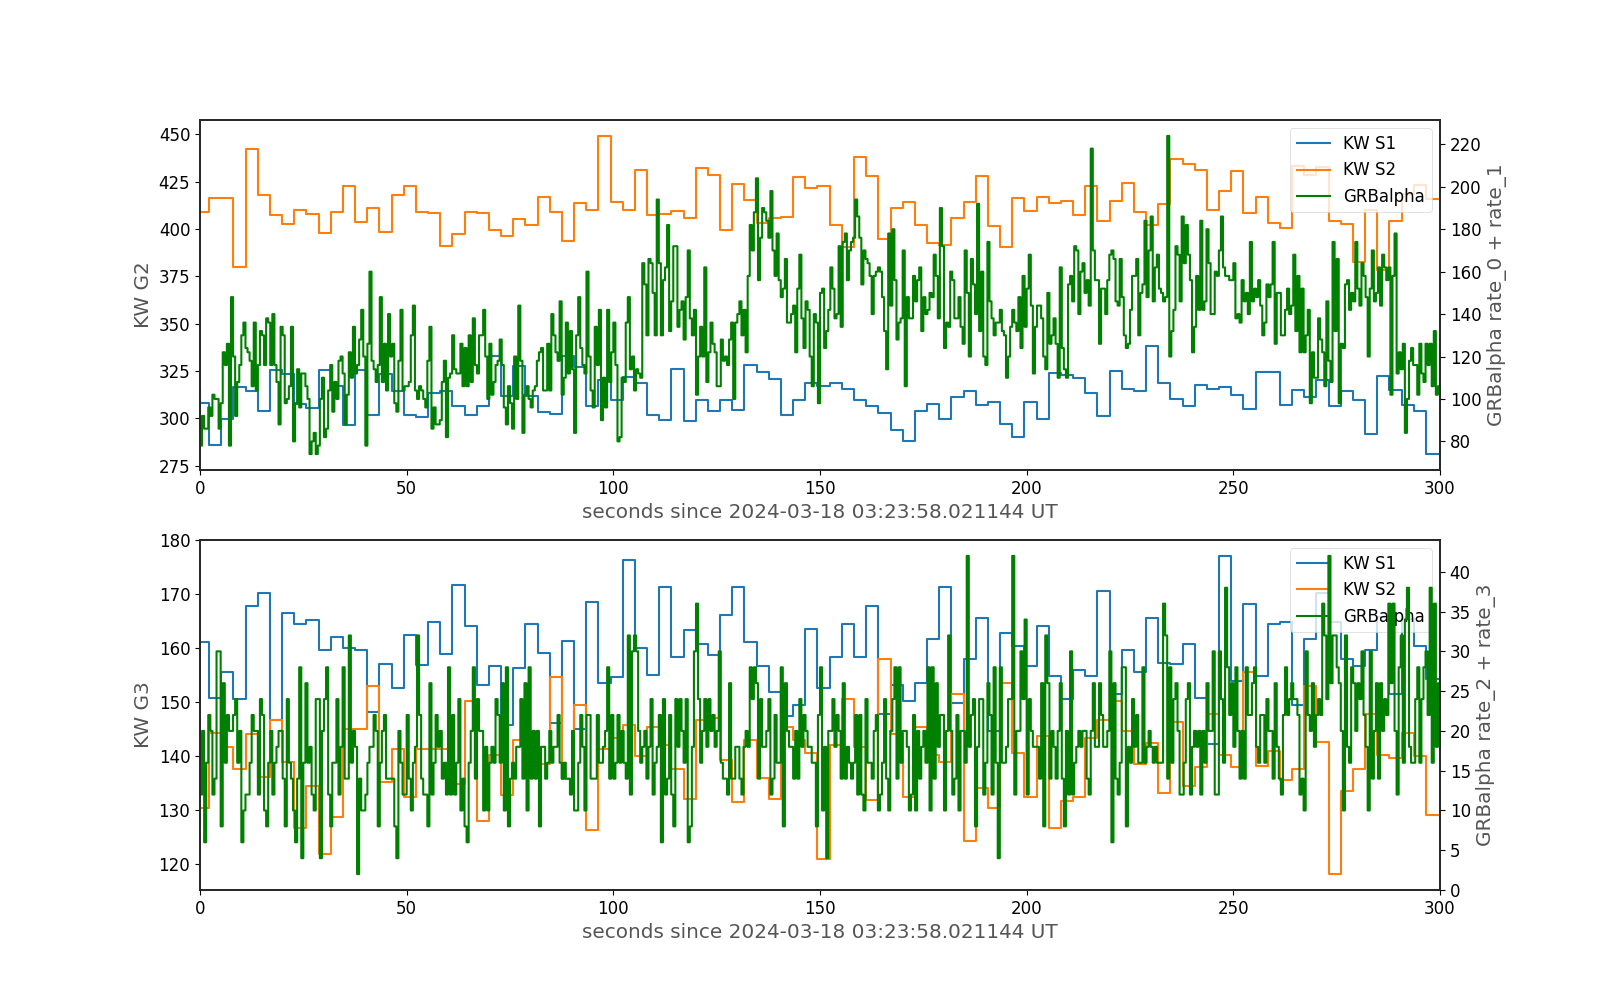 450
425
400
375
350
325
300
275
KW G2
220
200
180
160
140
120
100
80
GRBalpha rate_0 + rate_1
KW S1
KW S2
GRBalpha
0 50 100 150 200 250 300
seconds since 2024-03-18 03:23:58.021144 UT
180
170
160
150
140
130
120
KW G3
40
35
30
25
20
15
10
5
0
GRBalpha rate_2 + rate_3
KW S1
KW S2
GRBalpha
0 50 100 150 200 250 300
seconds since 2024-03-18 03:23:58.021144 UT